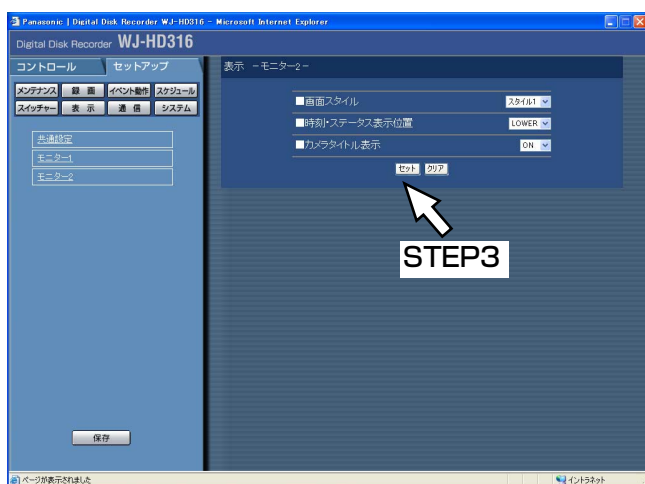 Panasonic | Digital Disk Recorder WJ-HD316 - Microsoft Internet Explorer
Digital Disk Recorder WJ-HD316
コントロール セットアップ
メンテナンス 録 画 イベント動作 スケジュール
スイッチャー 表 示 通 信 システム
共通設定
モニター1
モニター2
保存
表示 -モニター2-
■画面スタイル スタイル1
■時刻・ステータス表示位置 LOWER
■カメラタイトル表示 ON
セット クリア
STEP3
ページが表示されました イントラネット